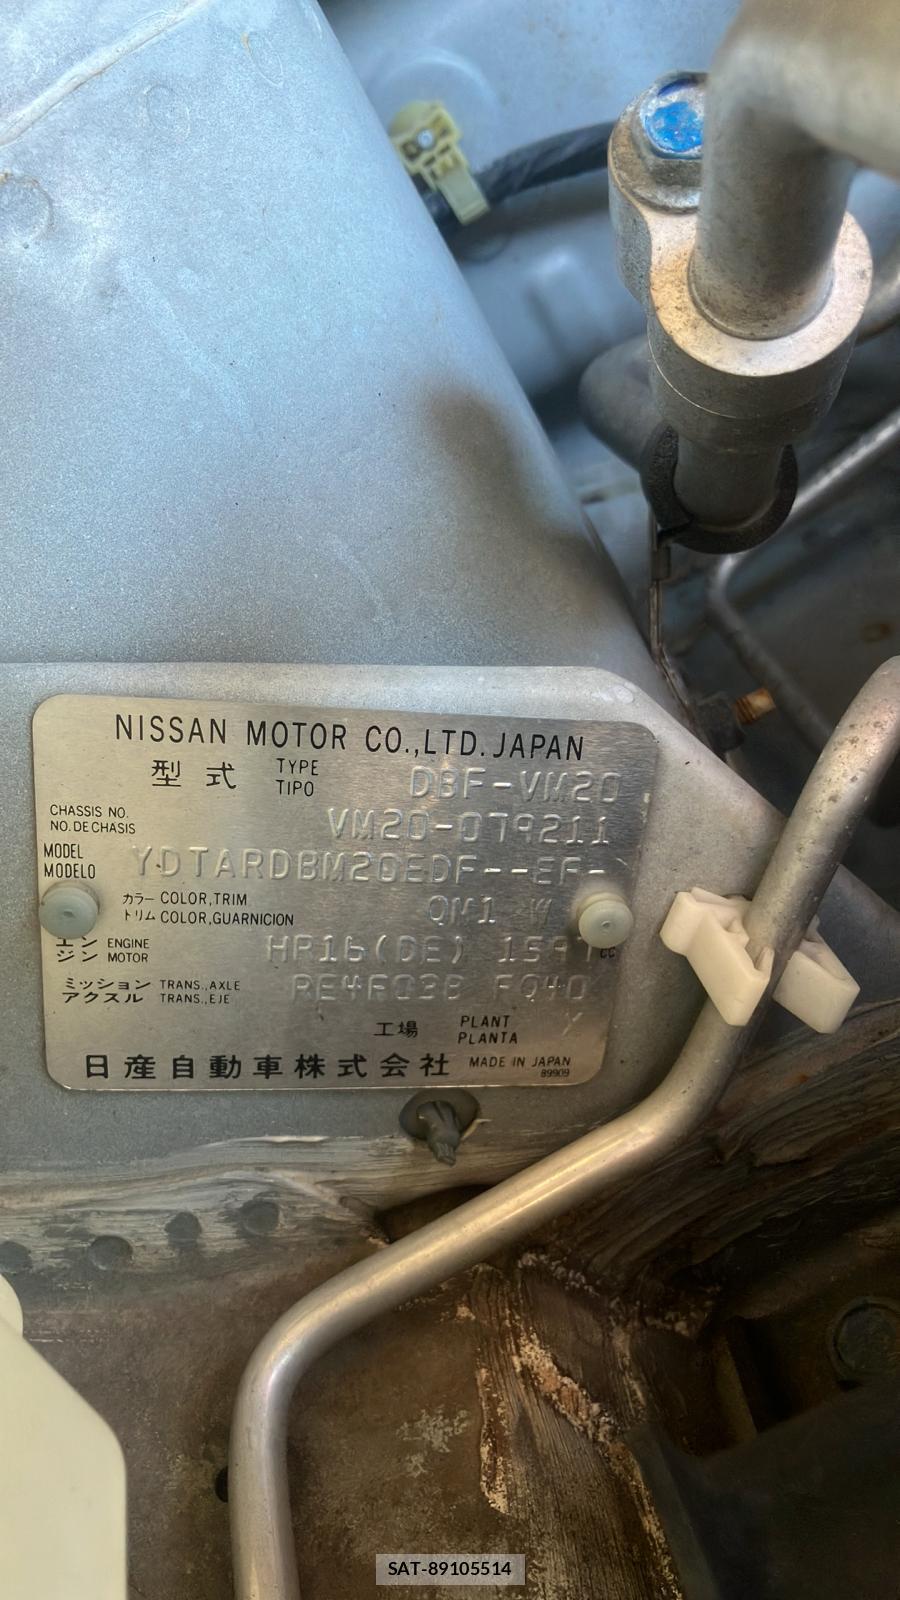 NISSAN MOTOR CO.,LTD. JAPAN
型式 TYPE TIPO DBF-VM20
CHASSIS NO. NO. DE CHASIS VM20-079211
MODEL MODELO YDTARDBM20EDF--EF-
カラー COLOR,TRIM
トリム COLOR,GUARNICION QM1 W
エンジン ENGINE MOTOR HR16(DE) 1597cc
ミッション TRANS.,AXLE
アクスル TRANS.,EJE RE4F03B FQ40
工場 PLANT PLANTA Y
日産自動車株式会社 MADE IN JAPAN
89909
SAT-89105514